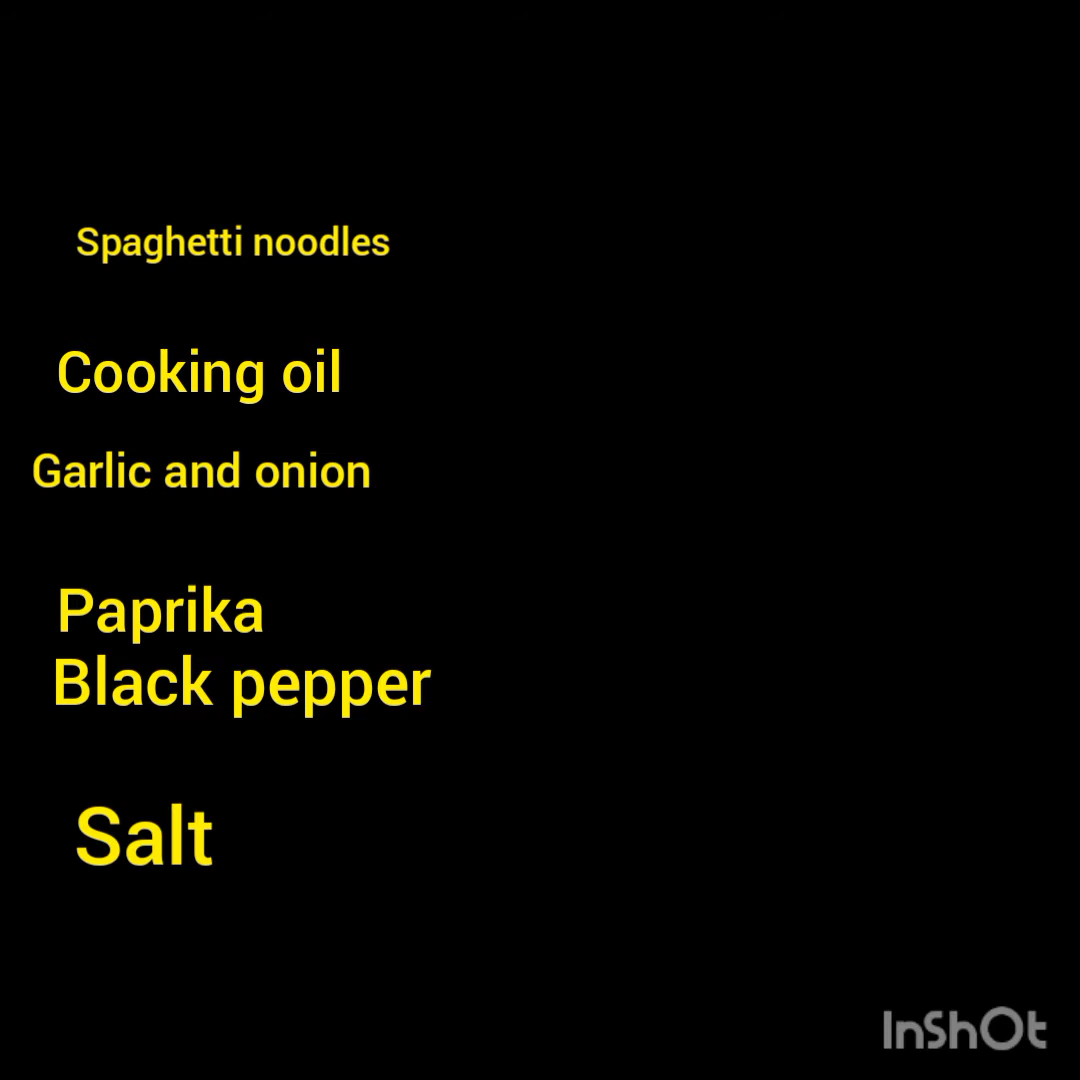 Spaghetti noodles
Cooking oil
Garlic and onion
Paprika
Black pepper
Salt
InShOt